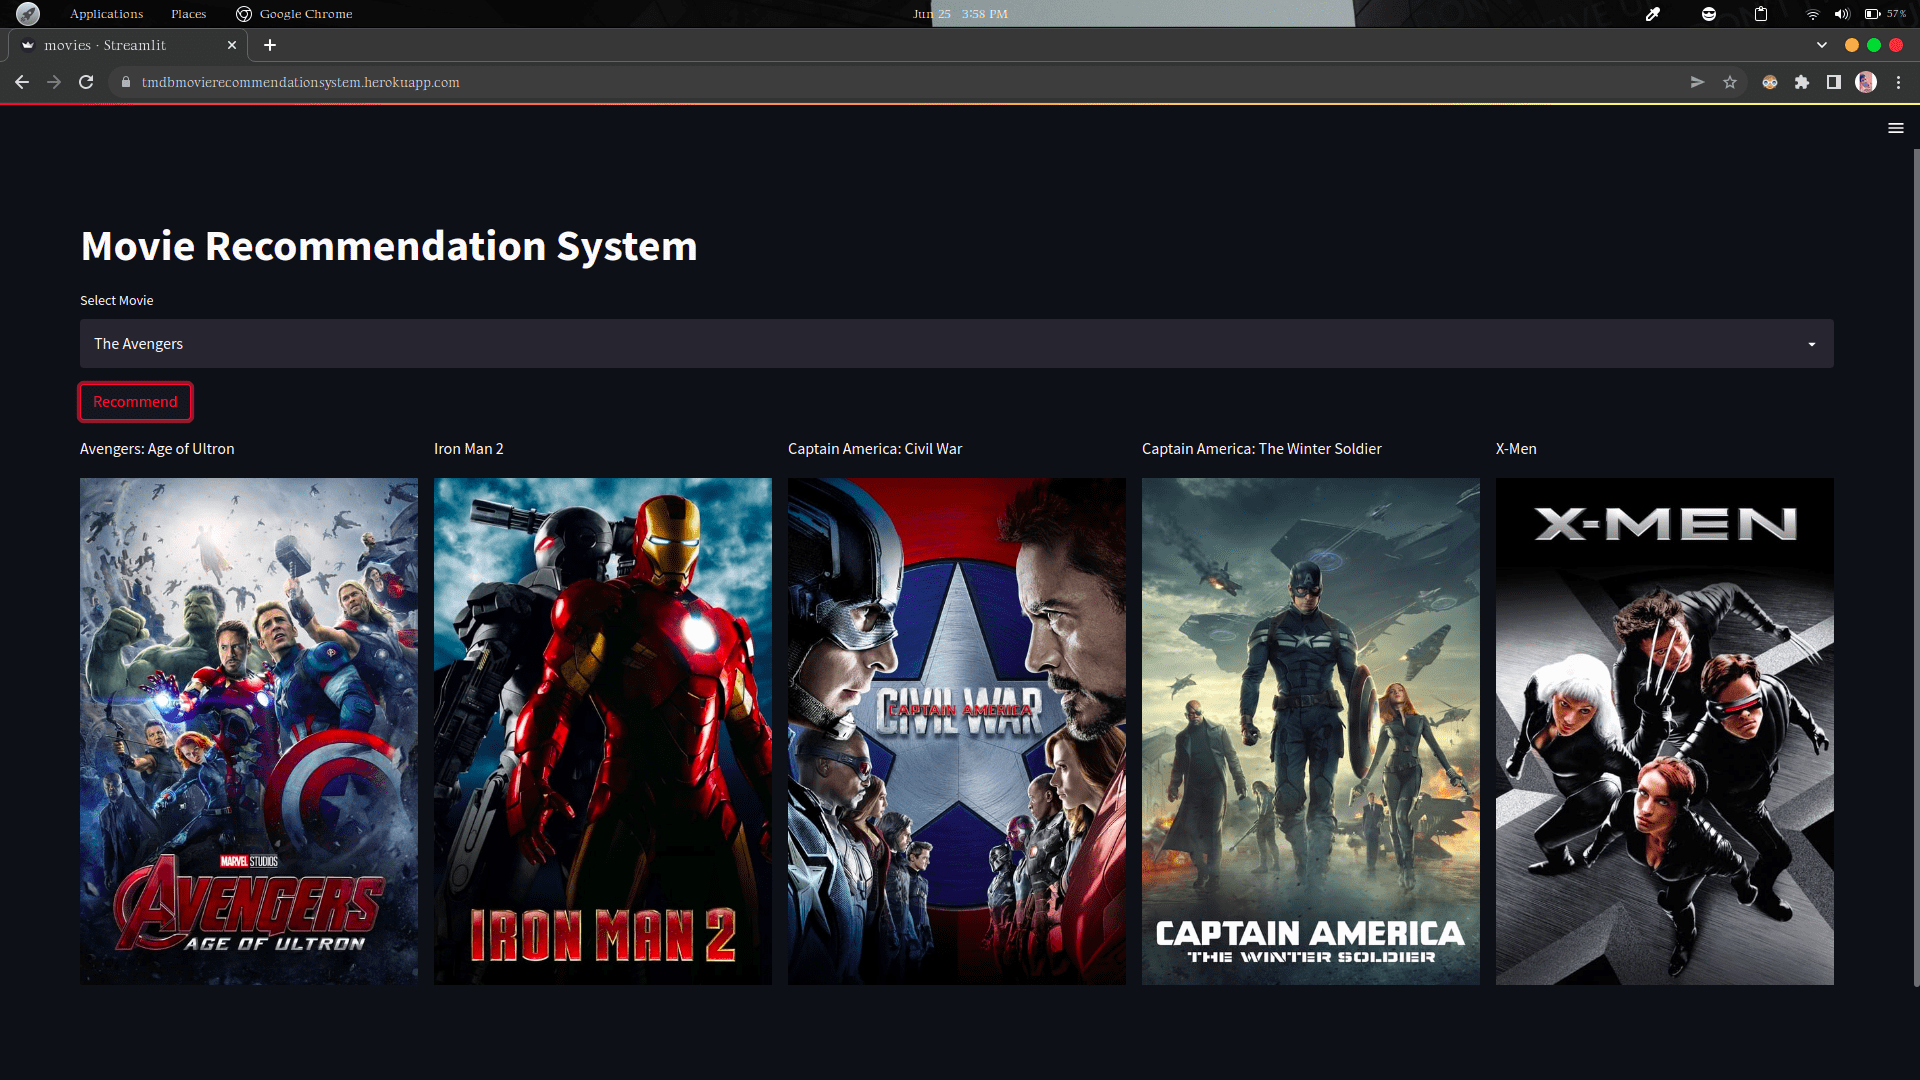 Applications Places Google Chrome Jun 25 3:58 PM 57%
movies · Streamlit
tmdbmovierecommendationsystem.herokuapp.com
Movie Recommendation System
Select Movie
The Avengers
Recommend
Avengers: Age of Ultron
Iron Man 2
Captain America: Civil War
Captain America: The Winter Soldier
X-Men
MARVEL STUDIOS
AVENGERS
AGE OF ULTRON
IRON MAN 2
CIVIL WAR
CAPTAIN AMERICA
CAPTAIN AMERICA
THE WINTER SOLDIER
X-MEN